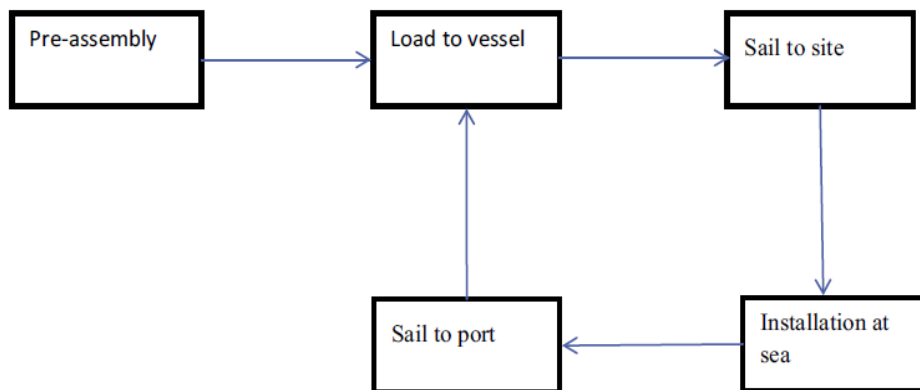 Pre-assembly
Load to vessel
Sail to site
Sail to port
Installation at
sea